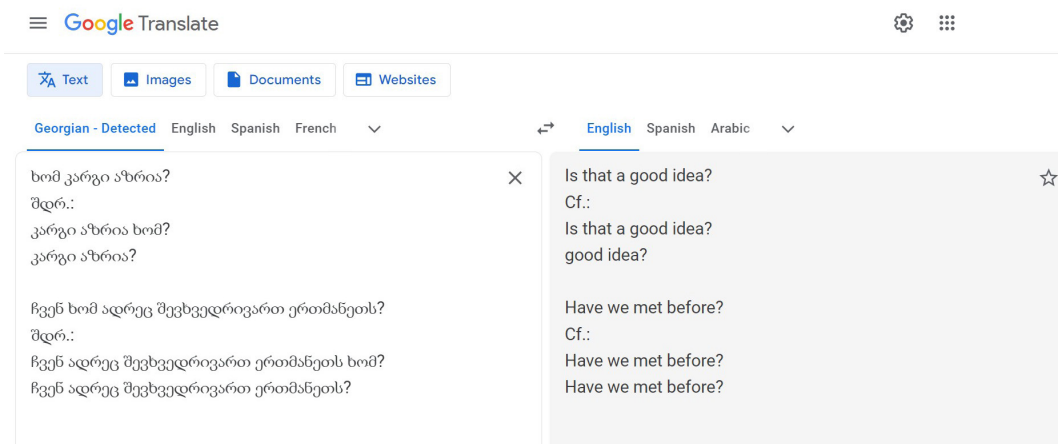 Google Translate
Text Images Documents Websites
Georgian - Detected English Spanish French
English Spanish Arabic
ხომ კარგი აზრია?
შდრ.:
კარგი აზრია ხომ?
კარგი აზრია?
ჩვენ ხომ ადრეც შევხვედრივართ ერთმანეთს?
შდრ.:
ჩვენ ადრეც შევხვედრივართ ერთმანეთს ხომ?
ჩვენ ადრეც შევხვედრივართ ერთმანეთს?
Is that a good idea?
Cf.:
Is that a good idea?
good idea?
Have we met before?
Cf.:
Have we met before?
Have we met before?